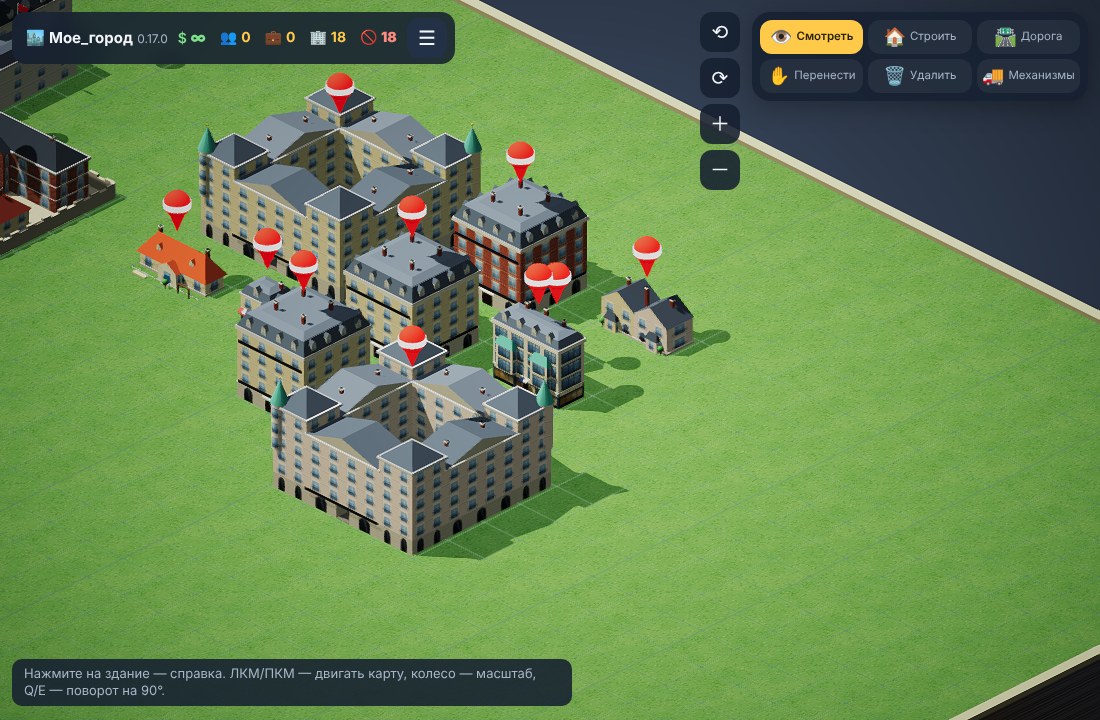 Мое_город 0.17.0 $ ∞ 0 0 18 18
Смотреть Строить Дорога
Перенести Удалить Механизмы
Нажмите на здание — справка. ЛКМ/ПКМ — двигать карту, колесо — масштаб,
Q/E — поворот на 90°.